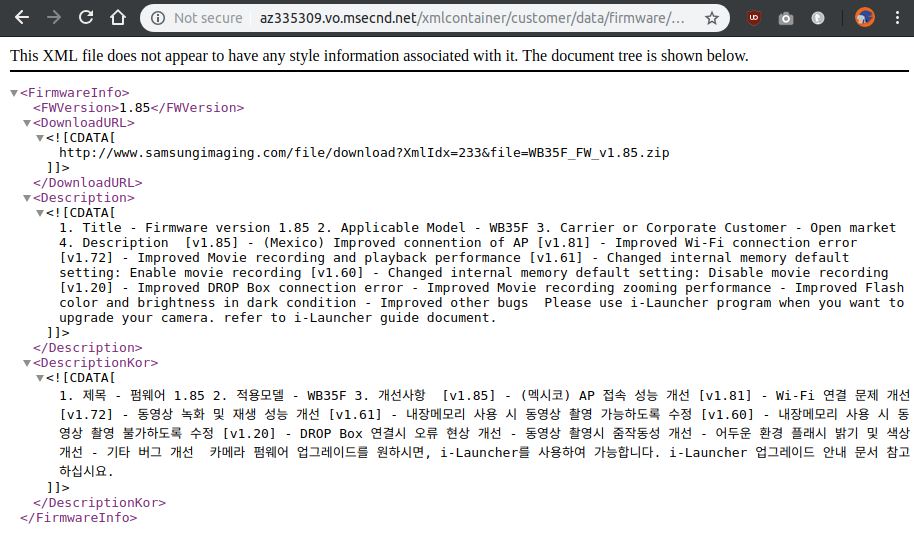 Not secure | az335309.vo.msecnd.net/xmlcontainer/customer/data/firmware/...
This XML file does not appear to have any style information associated with it. The document tree is shown below.
<FirmwareInfo>
<FWVersion>1.85</FWVersion>
<DownloadURL>
<![CDATA[
http://www.samsungimaging.com/file/download?XmlIdx=233&file=WB35F_FW_v1.85.zip
]]>
</DownloadURL>
<Description>
<![CDATA[
1. Title - Firmware version 1.85 2. Applicable Model - WB35F 3. Carrier or Corporate Customer - Open market
4. Description  [v1.85] - (Mexico) Improved connention of AP [v1.81] - Improved Wi-Fi connection error
[v1.72] - Improved Movie recording and playback performance [v1.61] - Changed internal memory default
setting: Enable movie recording [v1.60] - Changed internal memory default setting: Disable movie recording
[v1.20] - Improved DROP Box connection error - Improved Movie recording zooming performance - Improved Flash
color and brightness in dark condition - Improved other bugs  Please use i-Launcher program when you want to
upgrade your camera. refer to i-Launcher guide document.
]]>
</Description>
<DescriptionKor>
<![CDATA[
1. 제목 - 펌웨어 1.85 2. 적용모델 - WB35F 3. 개선사항  [v1.85] - (멕시코) AP 접속 성능 개선 [v1.81] - Wi-Fi 연결 문제 개선
[v1.72] - 동영상 녹화 및 재생 성능 개선 [v1.61] - 내장메모리 사용 시 동영상 촬영 가능하도록 수정 [v1.60] - 내장메모리 사용 시 동
영상 촬영 불가하도록 수정 [v1.20] - DROP Box 연결시 오류 현상 개선 - 동영상 촬영시 줌작동성 개선 - 어두운 환경 플래시 밝기 및 색상
개선 - 기타 버그 개선  카메라 펌웨어 업그레이드를 원하시면, i-Launcher를 사용하여 가능합니다. i-Launcher 업그레이드 안내 문서 참고
하십시요.
]]>
</DescriptionKor>
</FirmwareInfo>